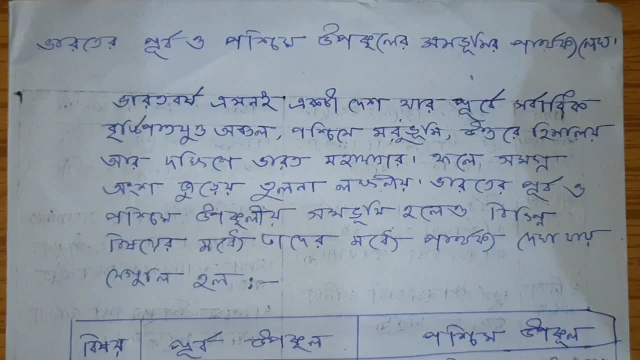 ভারতের পূর্ব ও পশ্চিম উপকূলের সমভূমির পার্থক্য লেখ।
ভারতবর্ষ এমনই একটী দেশ যার পূর্বে সর্বাধিক
বৃষ্টিপাতযুক্ত অঞ্চল, পশ্চিমে মরুভূমি, উত্তরে হিমালয়
আর দক্ষিণে ভারত মহাসাগর। ফলে সমগ্র
অংশ জুড়েয় তুলনা লক্ষনীয়। ভারতের পূর্ব ও
পশ্চিম উপকূলীয় সমভূমি হলেও বিভিন্ন
বিষয়ের মধ্যে তাদের মধ্যে পার্থক্য দেখা যায়
সেগুলি হল :-
বিষয় পূর্ব উপকূল পশ্চিম উপকূল